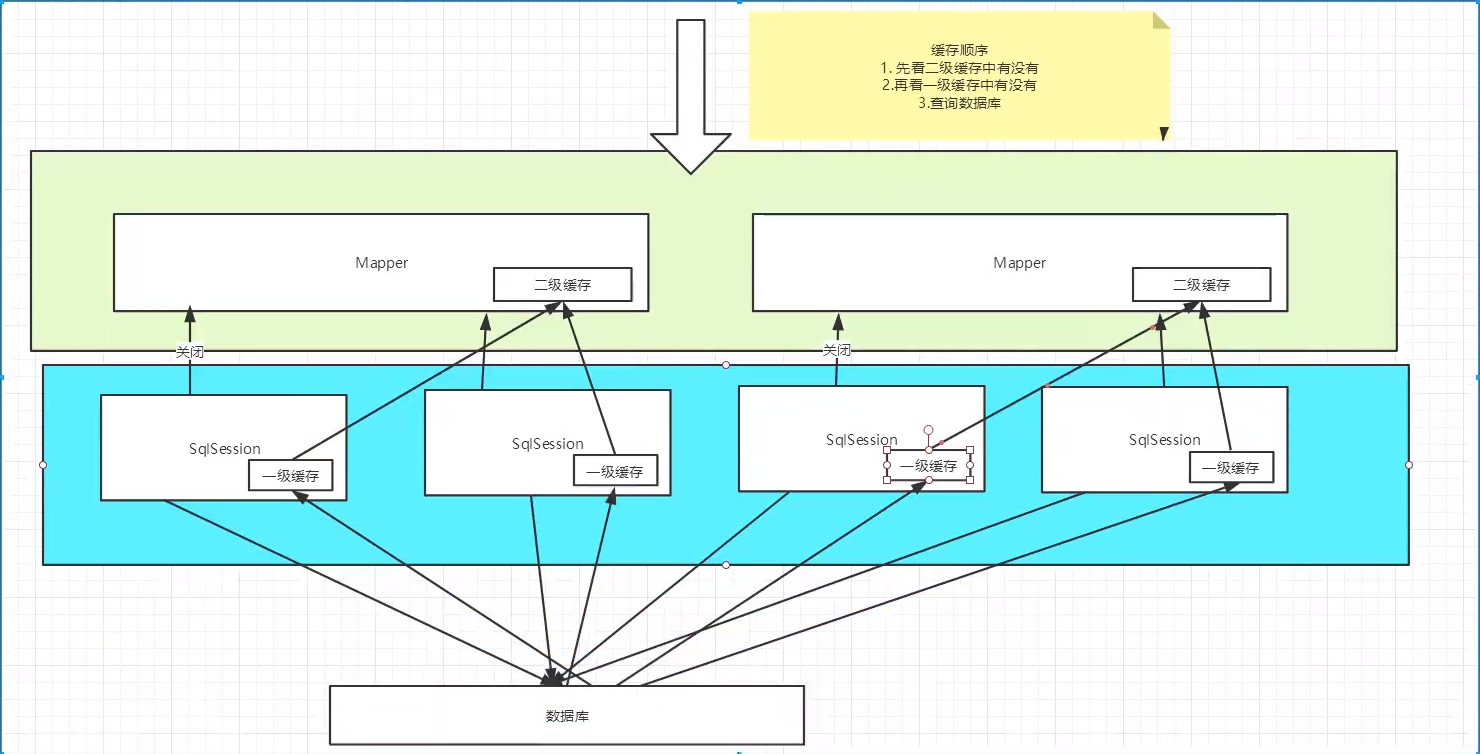 缓存顺序
1. 先看二级缓存中有没有
2.再看一级缓存中有没有
3.查询数据库
Mapper
二级缓存
Mapper
二级缓存
关闭
关闭
SqlSession
一级缓存
SqlSession
一级缓存
SqlSession
一级缓存
SqlSession
一级缓存
数据库